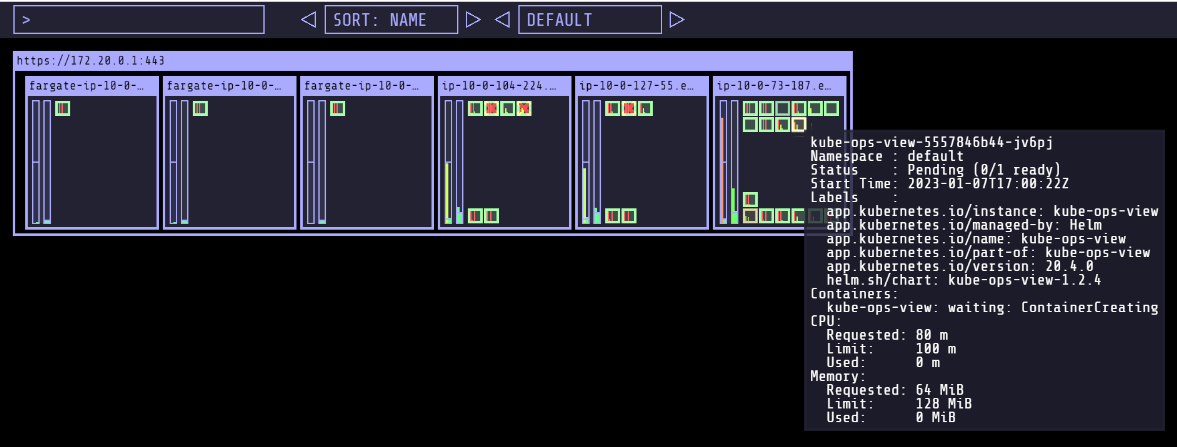 >
SORT: NAME
DEFAULT
https://172.20.0.1:443
fargate-ip-10-0-…
fargate-ip-10-0-…
fargate-ip-10-0-…
ip-10-0-104-224.…
ip-10-0-127-55.e…
ip-10-0-73-187.e…
kube-ops-view-5557846b44-jv6pj
Namespace : default
Status : Pending (0/1 ready)
Start Time: 2023-01-07T17:00:22Z
Labels :
app.kubernetes.io/instance: kube-ops-view
app.kubernetes.io/managed-by: Helm
app.kubernetes.io/name: kube-ops-view
app.kubernetes.io/part-of: kube-ops-view
app.kubernetes.io/version: 20.4.0
helm.sh/chart: kube-ops-view-1.2.4
Containers:
kube-ops-view: waiting: ContainerCreating
CPU:
Requested: 80 m
Limit: 100 m
Used: 0 m
Memory:
Requested: 64 MiB
Limit: 128 MiB
Used: 0 MiB